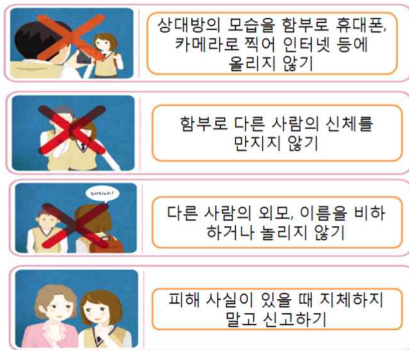 상대방의 모습을 함부로 휴대폰,
카메라로 찍어 인터넷 등에
올리지 않기
함부로 다른 사람의 신체를
만지지 않기
다른 사람의 외모, 이름을 비하
하거나 놀리지 않기
피해 사실이 있을 때 지체하지
말고 신고하기